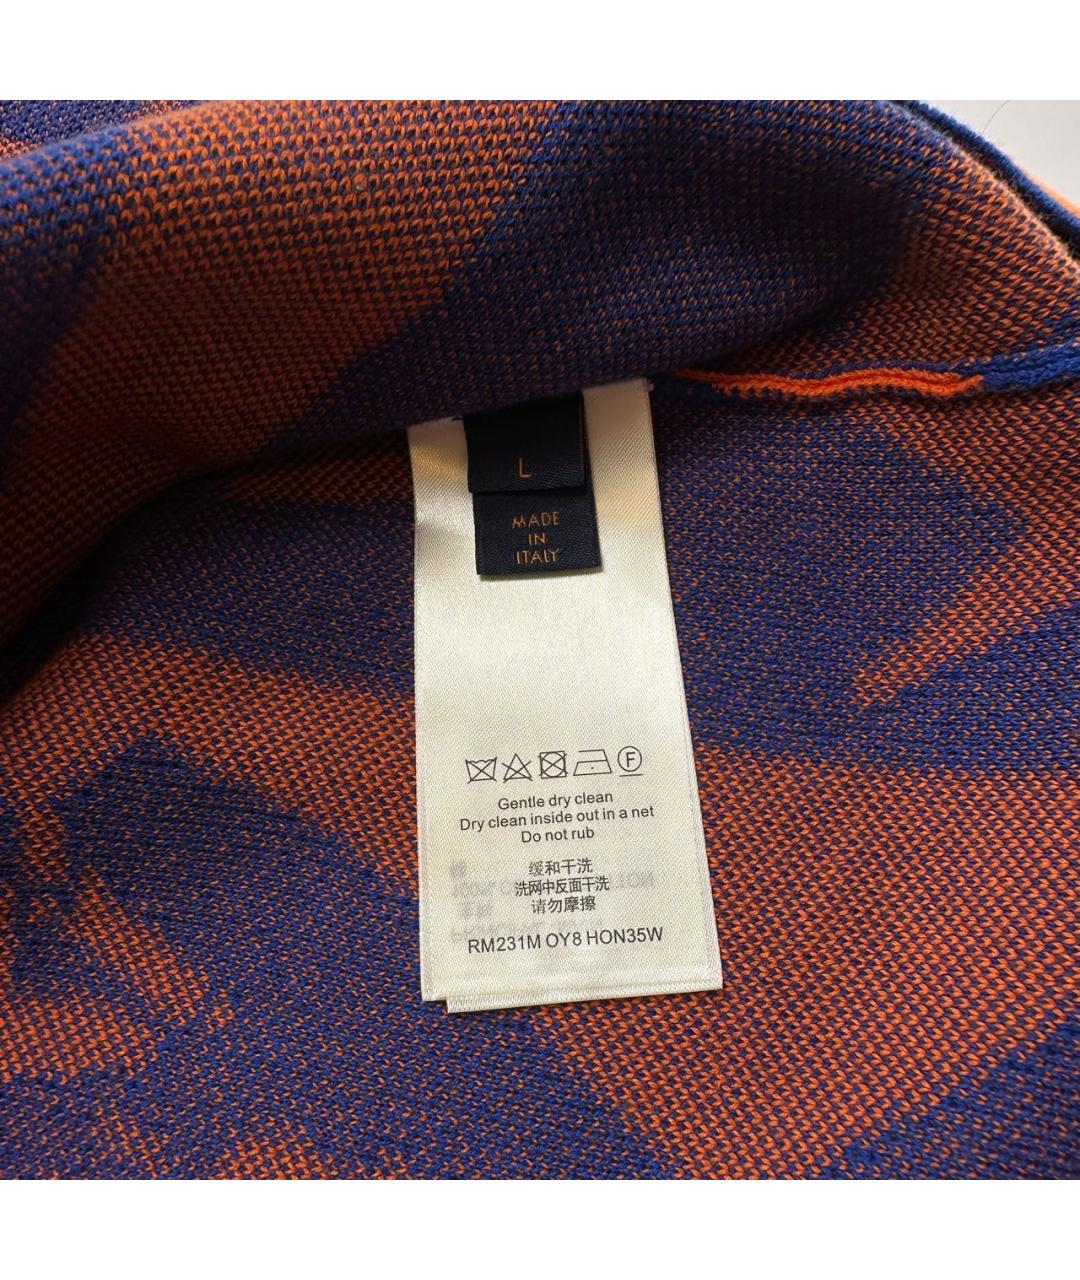 L
MADE
IN
ITALY
F
Gentle dry clean
Dry clean inside out in a net
Do not rub
缓和干洗
洗网中反面干洗
请勿摩擦
RM231M OY8 HON35W